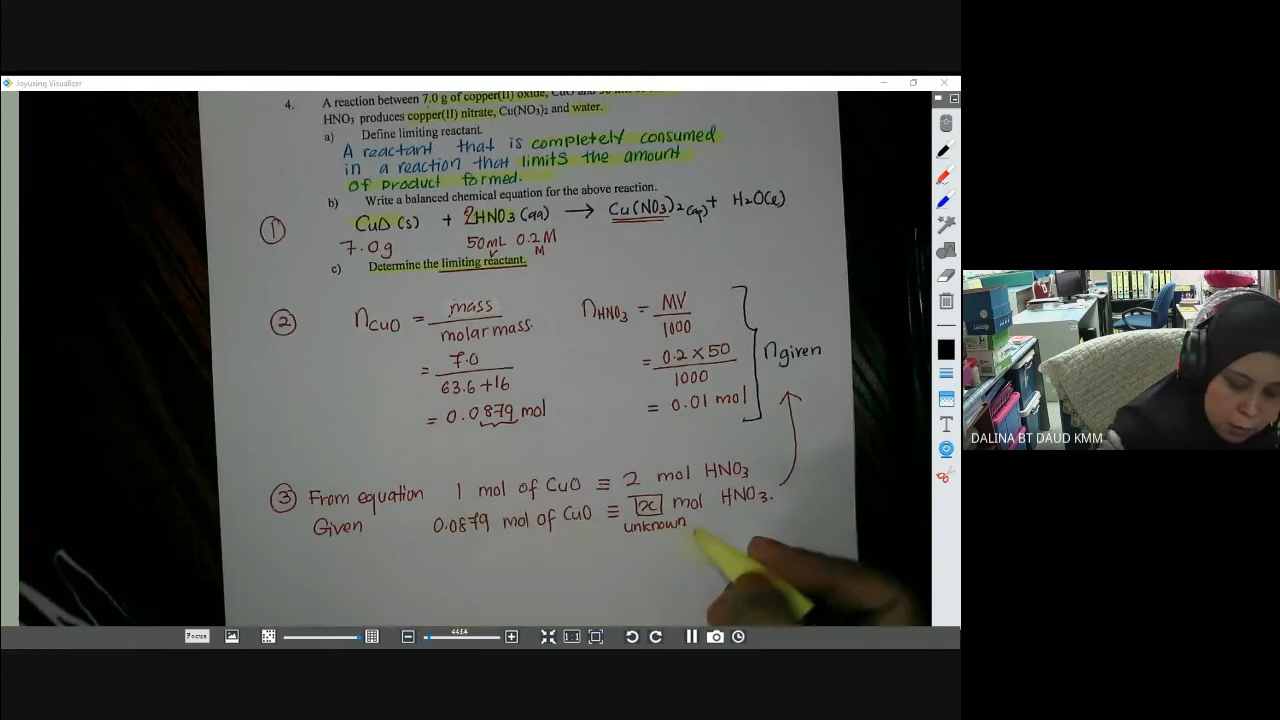 Joyusing Visualizer
4. A reaction between 7.0 g of copper(II) oxide, CuO and
HNO3 produces copper(II) nitrate, Cu(NO3)2 and water.
a) Define limiting reactant.
A reactant that is completely consumed
in a reaction that limits the amount
of product formed.
b) Write a balanced chemical equation for the above reaction.
① CuO (s) + 2HNO3 (aq) → Cu(NO3)2 (aq) + H2O(l)
7.0g 50mL 0.2M
V M
c) Determine the limiting reactant.
② nCuO = mass / molar mass
= 7.0 / 63.6+16
= 0.0879 mol
nHNO3 = MV / 1000
= 0.2 x 50 / 1000
= 0.01 mol
ngiven
③ From equation 1 mol of CuO ≡ 2 mol HNO3
Given 0.0879 mol of CuO ≡ x mol HNO3.
unknown
DALINA BT DAUD KMM
Focus
1:1
T